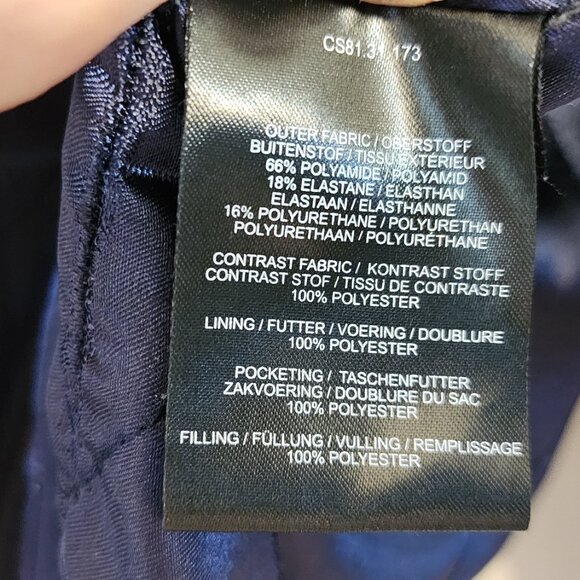 CS81.31.173
OUTER FABRIC / OBERSTOFF
BUITENSTOF / TISSU EXTÉRIEUR
66% POLYAMIDE / POLYAMID
18% ELASTANE / ELASTHAN
ELASTAAN / ELASTHANNE
16% POLYURETHANE / POLYURETHAN
POLYURETHAAN / POLYURÉTHANE
CONTRAST FABRIC / KONTRAST STOFF
CONTRAST STOF / TISSU DE CONTRASTE
100% POLYESTER
LINING / FUTTER / VOERING / DOUBLURE
100% POLYESTER
POCKETING / TASCHENFUTTER
ZAKVOERING / DOUBLURE DU SAC
100% POLYESTER
FILLING / FÜLLUNG / VULLING / REMPLISSAGE
100% POLYESTER